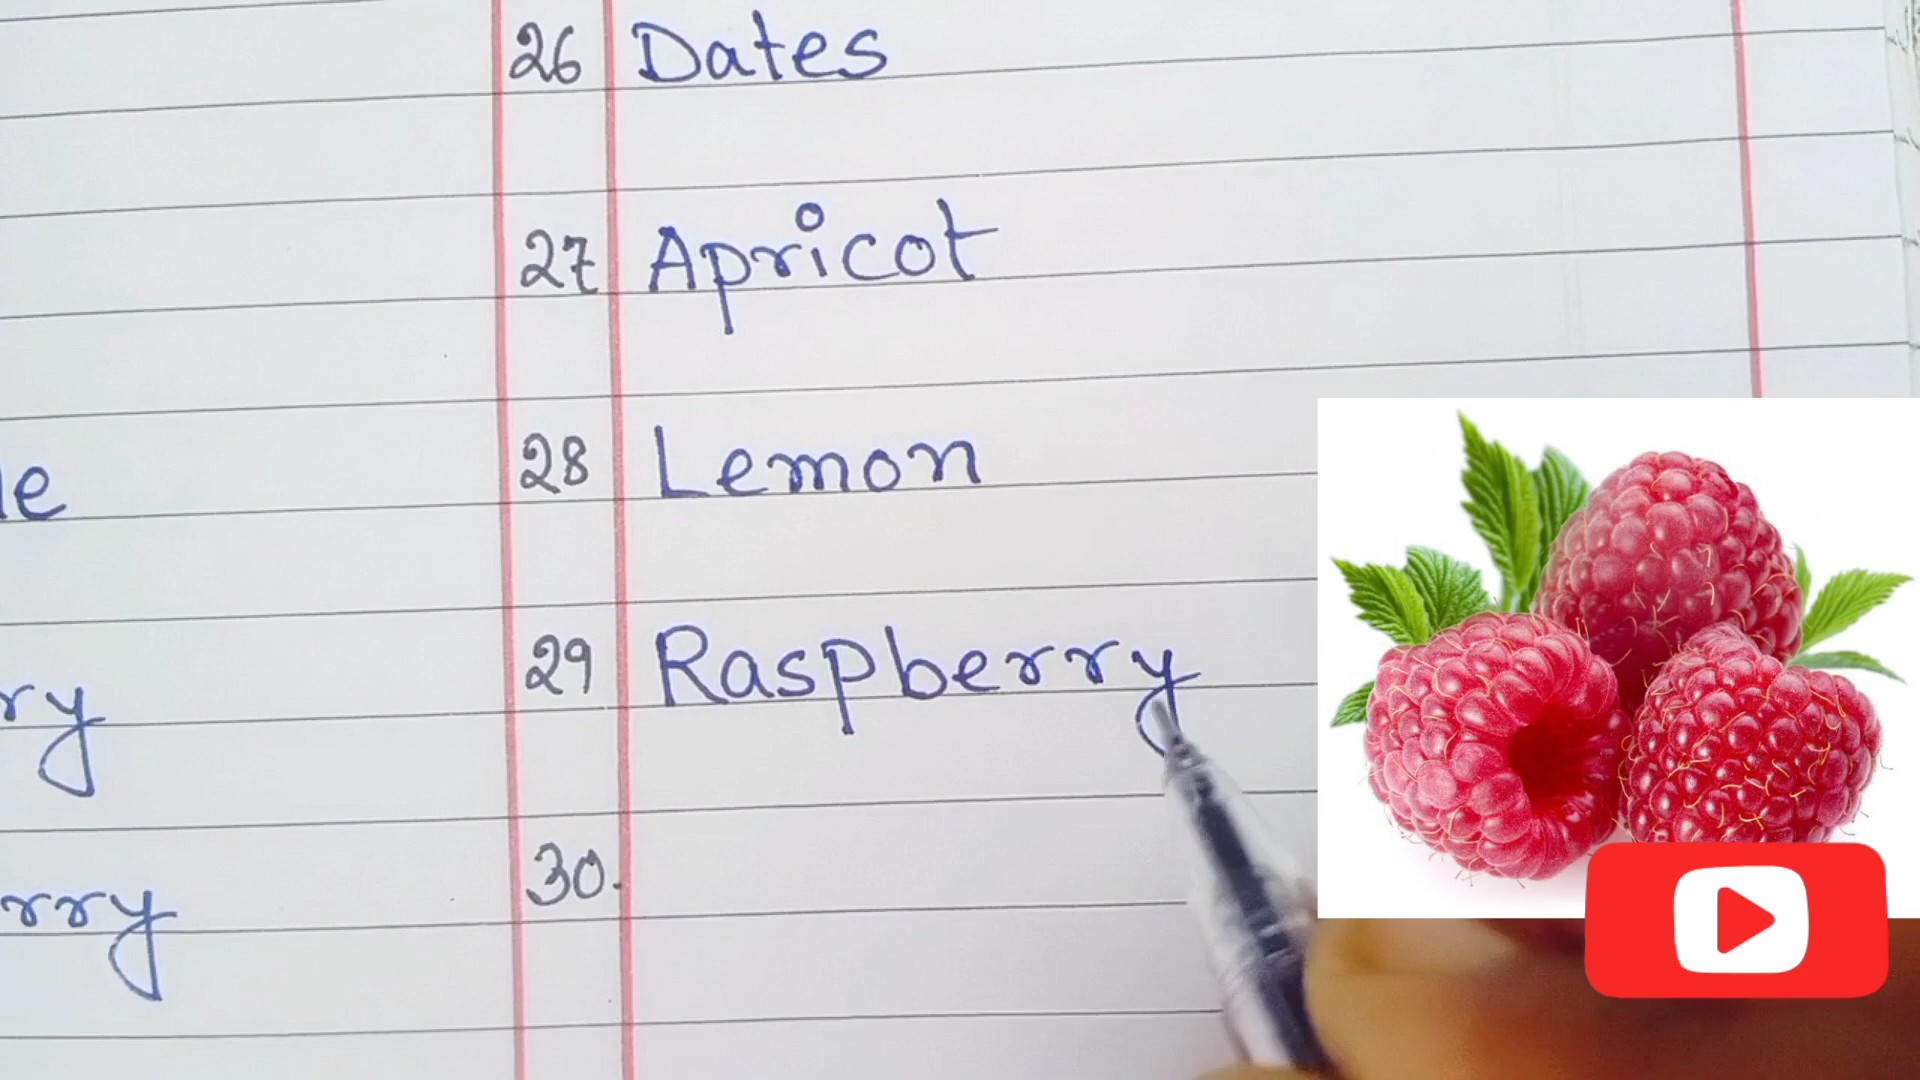 26 Dates
27 Apricot
28 Lemon
29 Raspberry
30.